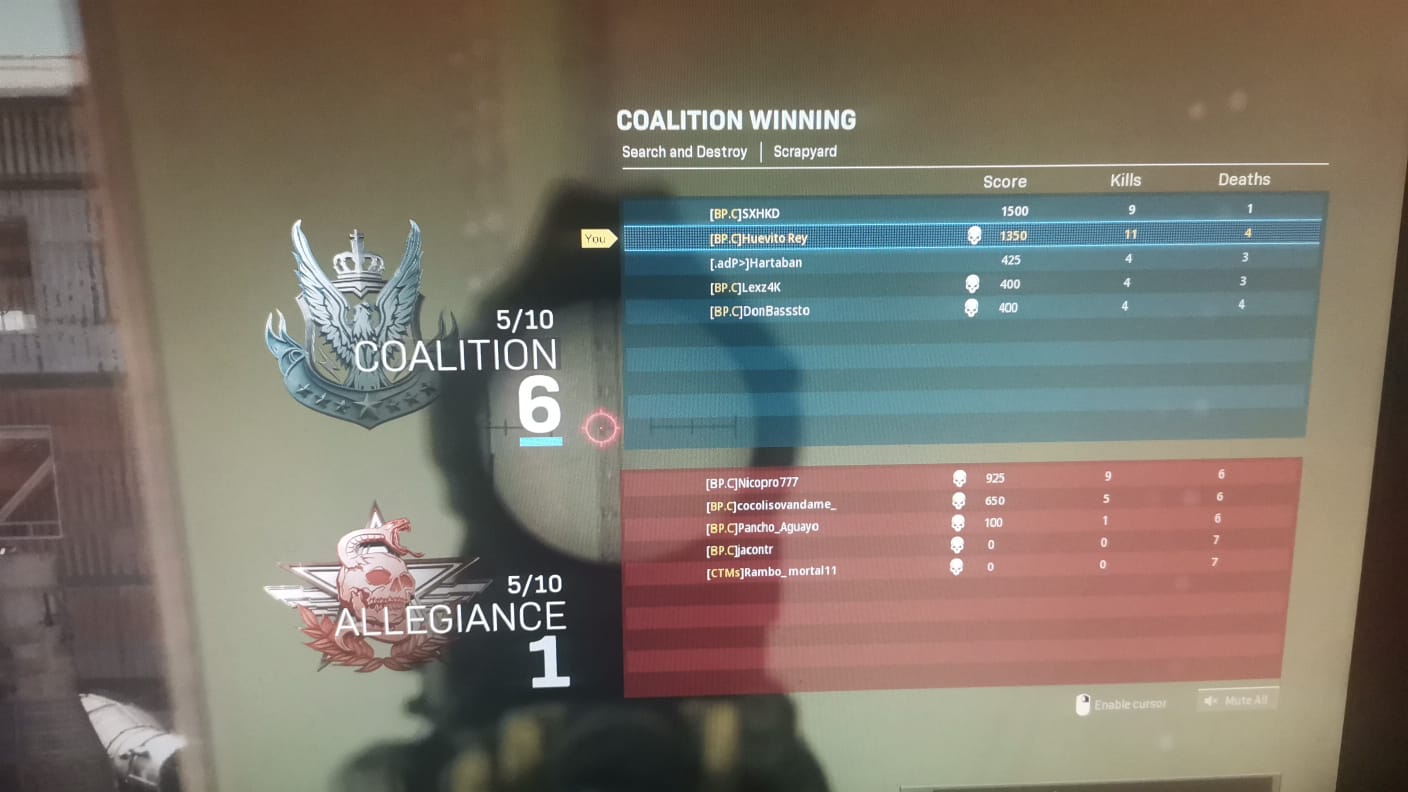 COALITION WINNING
Search and Destroy | Scrapyard
Score Kills Deaths
[BP.C]SXHKD 1500 9 1
You [BP.C]Huevito Rey 1350 11 4
[.adP>]Hartaban 425 4 3
[BP.C]Lexz4K 400 4 3
[BP.C]DonBasssto 400 4 4
5/10
COALITION
6
[BP.C]Nicopro777 925 9 6
[BP.C]cocolisovandame_ 650 5 6
[BP.C]Pancho_Aguayo 100 1 6
[BP.C]jacontr 0 0 7
[CTMs]Rambo_mortal11 0 0 7
5/10
ALLEGIANCE
1
Enable cursor Mute All